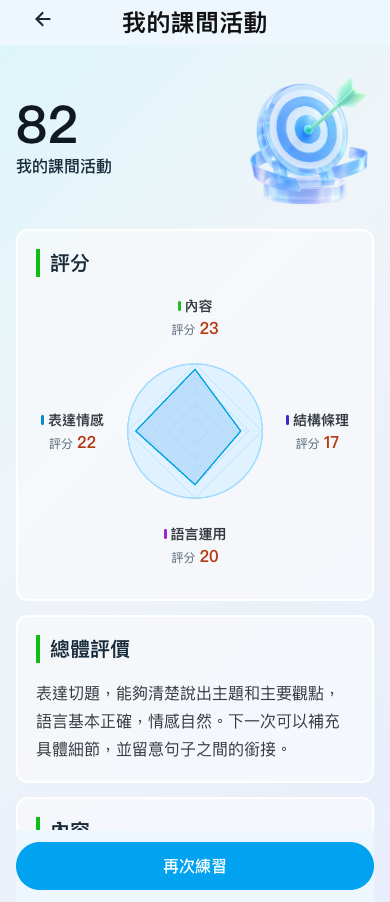 我的課間活動
82
我的課間活動
評分
內容
評分 23
表達情感
評分 22
結構條理
評分 17
語言運用
評分 20
總體評價
表達切題，能夠清楚說出主題和主要觀點，
語言基本正確，情感自然。下一次可以補充
具體細節，並留意句子之間的銜接。
內容
再次練習